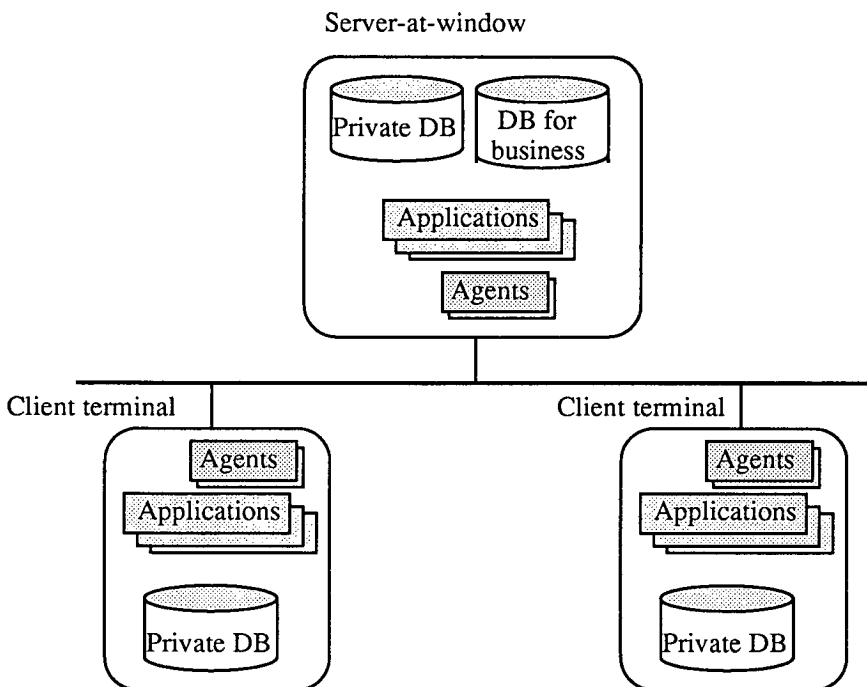 Server-at-window
Private DB
DB for
business
Applications
Agents
Client terminal
Agents
Applications
Private DB
Client terminal
Agents
Applications
Private DB